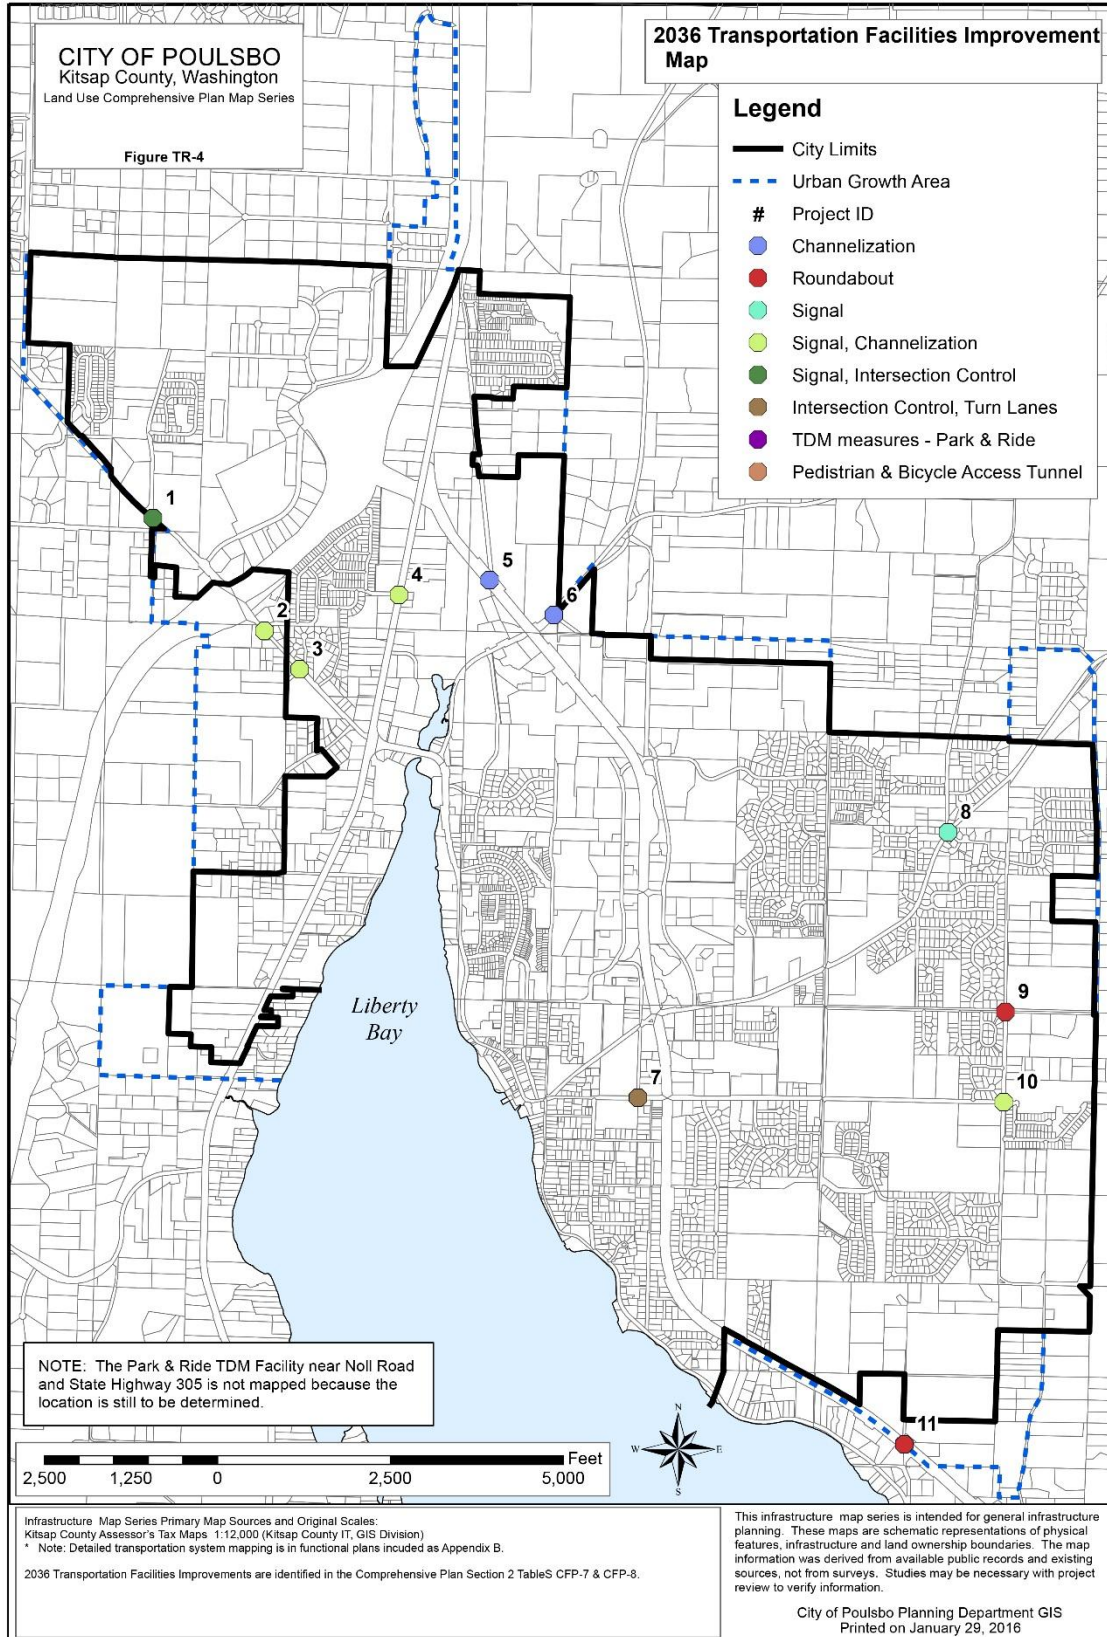 CITY OF POULSBO
Kitsap County, Washington
Land Use Comprehensive Plan Map Series
Figure TR-4
2036 Transportation Facilities Improvement
Map
Legend
City Limits
Urban Growth Area
# Project ID
Channelization
Roundabout
Signal
Signal, Channelization
Signal, Intersection Control
Intersection Control, Turn Lanes
TDM measures - Park & Ride
Pedistrian & Bicycle Access Tunnel
1
2
3
4
5
6
7
8
9
10
11
Liberty
Bay
NOTE: The Park & Ride TDM Facility near Noll Road
and State Highway 305 is not mapped because the
location is still to be determined.
N
W E
S
Feet
2,500 1,250 0 2,500 5,000
Infrastructure Map Series Primary Map Sources and Original Scales:
Kitsap County Assessor's Tax Maps 1:12,000 (Kitsap County IT, GIS Division)
* Note: Detailed transportation system mapping is in functional plans incuded as Appendix B.
2036 Transportation Facilities Improvements are identified in the Comprehensive Plan Section 2 TableS CFP-7 & CFP-8.
This infrastructure map series is intended for general infrastructure
planning. These maps are schematic representations of physical
features, infrastructure and land ownership boundaries. The map
information was derived from available public records and existing
sources, not from surveys. Studies may be necessary with project
review to verify information.
City of Poulsbo Planning Department GIS
Printed on January 29, 2016